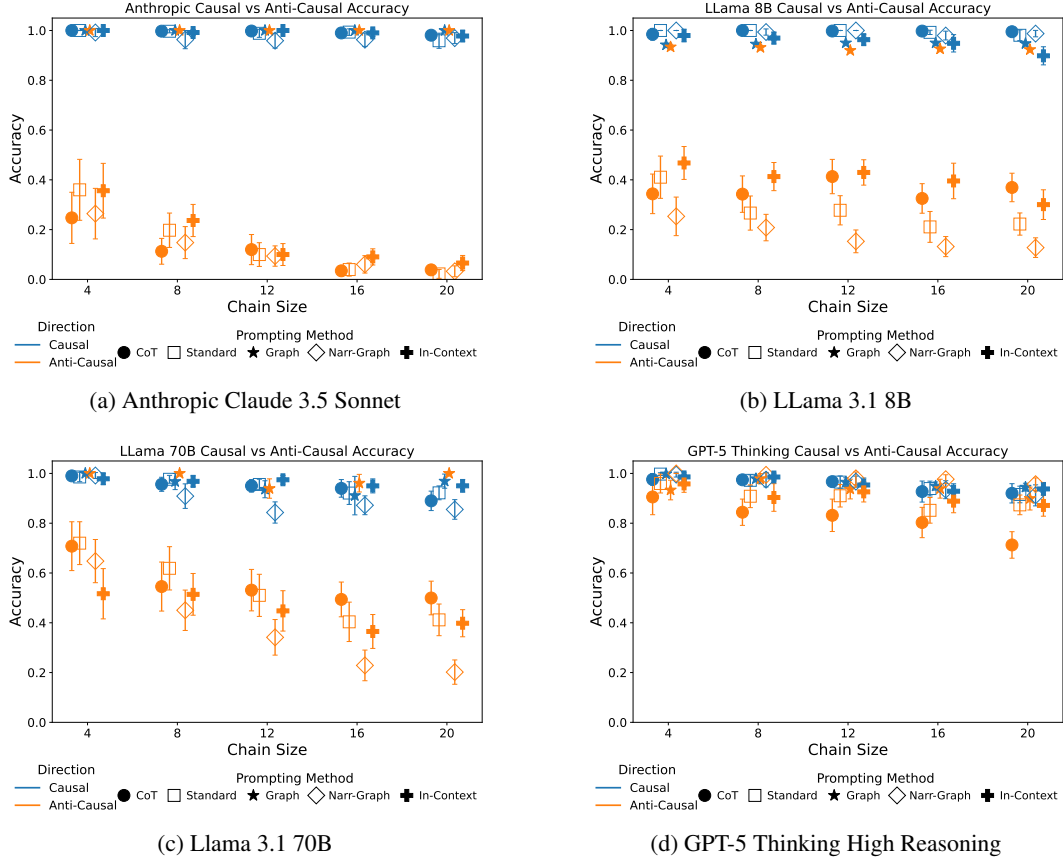 Anthropic Causal vs Anti-Causal Accuracy
1.0
0.8
0.6
0.4
0.2
0.0
Accuracy
4 8 12 16 20
Chain Size
Direction
Causal
Anti-Causal
Prompting Method
CoT Standard Graph Narr-Graph In-Context
(a) Anthropic Claude 3.5 Sonnet
LLama 8B Causal vs Anti-Causal Accuracy
1.0
0.8
0.6
0.4
0.2
0.0
Accuracy
4 8 12 16 20
Chain Size
Direction
Causal
Anti-Causal
Prompting Method
CoT Standard Graph Narr-Graph In-Context
(b) LLama 3.1 8B
LLama 70B Causal vs Anti-Causal Accuracy
1.0
0.8
0.6
0.4
0.2
0.0
Accuracy
4 8 12 16 20
Chain Size
Direction
Causal
Anti-Causal
Prompting Method
CoT Standard Graph Narr-Graph In-Context
(c) Llama 3.1 70B
GPT-5 Thinking Causal vs Anti-Causal Accuracy
1.0
0.8
0.6
0.4
0.2
0.0
Accuracy
4 8 12 16 20
Chain Size
Direction
Causal
Anti-Causal
Prompting Method
CoT Standard Graph Narr-Graph In-Context
(d) GPT-5 Thinking High Reasoning